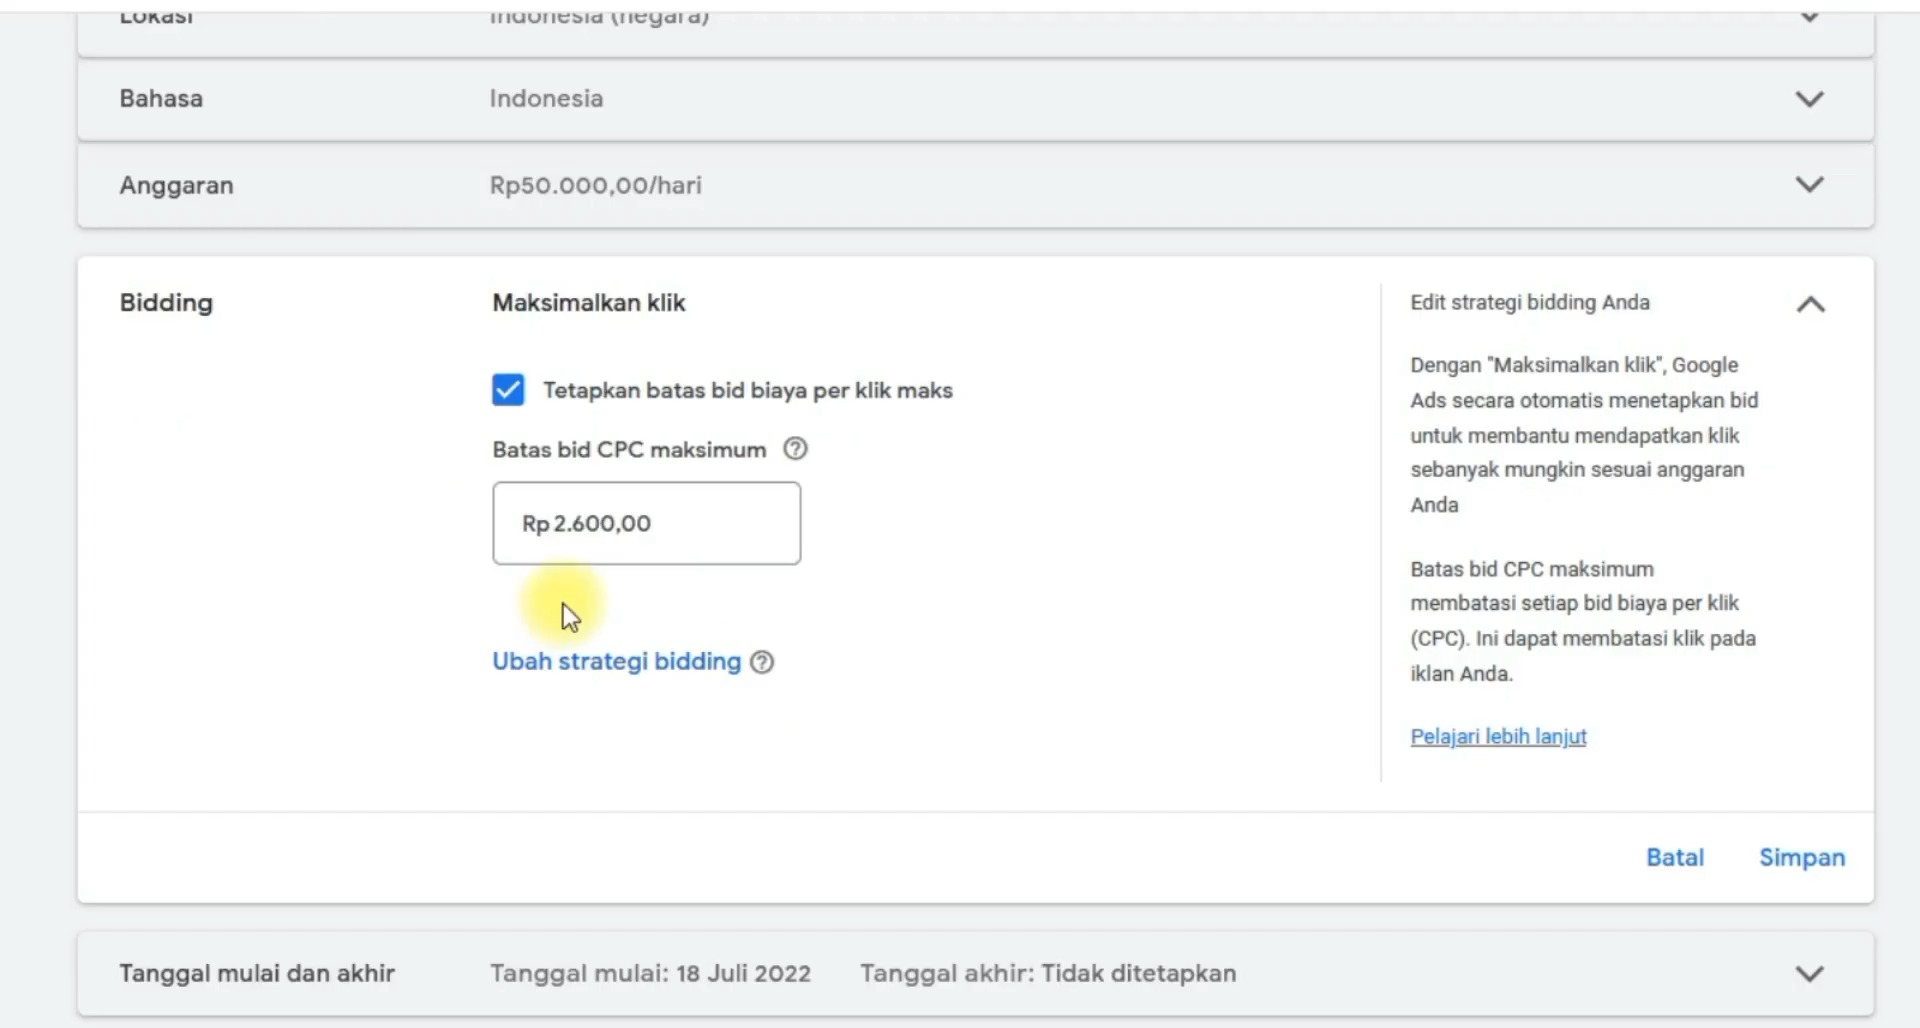 Lokasi
Indonesia (negara)
Bahasa
Indonesia
Anggaran
Rp50.000,00/hari
Bidding
Maksimalkan klik
Tetapkan batas bid biaya per klik maks
Batas bid CPC maksimum
Rp 2.600,00
Ubah strategi bidding
Edit strategi bidding Anda
Dengan "Maksimalkan klik", Google
Ads secara otomatis menetapkan bid
untuk membantu mendapatkan klik
sebanyak mungkin sesuai anggaran
Anda
Batas bid CPC maksimum
membatasi setiap bid biaya per klik
(CPC). Ini dapat membatasi klik pada
iklan Anda.
Pelajari lebih lanjut
Batal
Simpan
Tanggal mulai dan akhir
Tanggal mulai: 18 Juli 2022
Tanggal akhir: Tidak ditetapkan